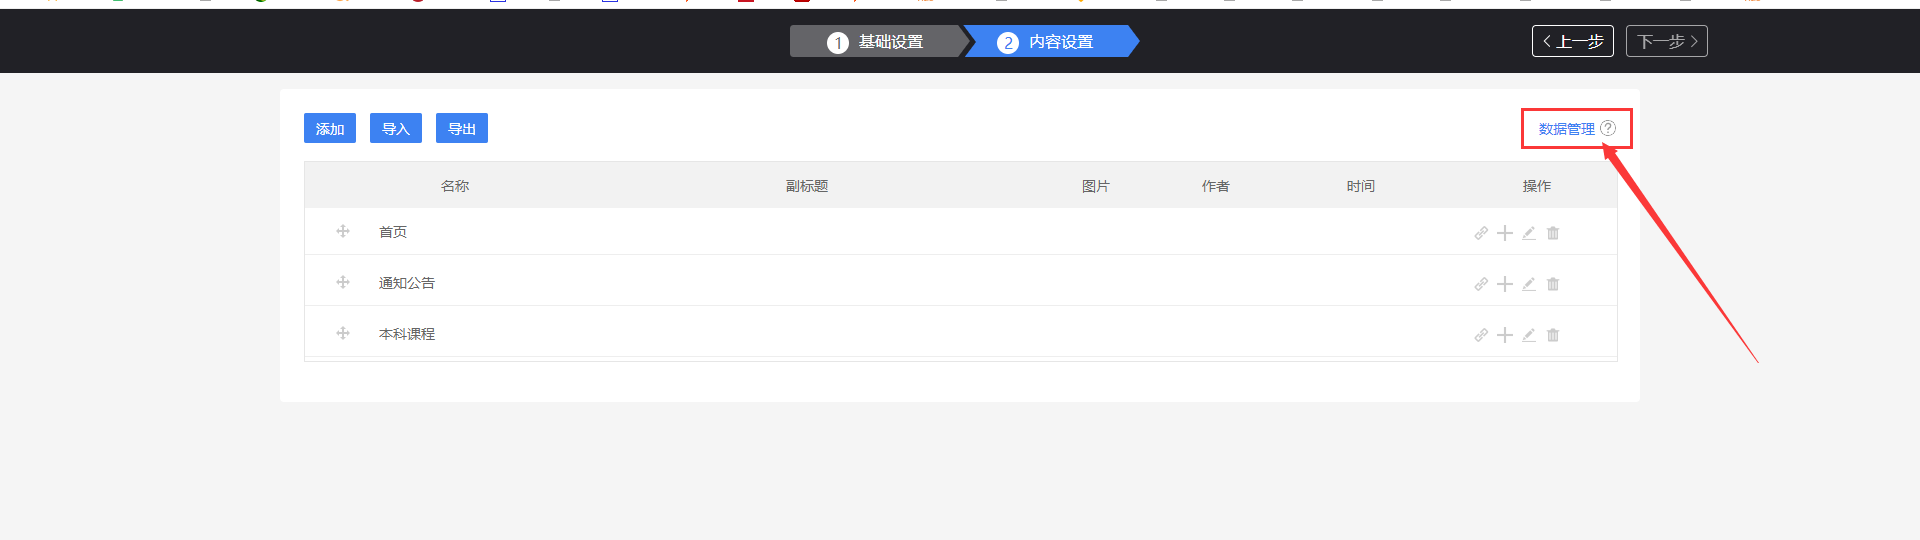 1 基础设置 2 内容设置 上一步 下一步
添加 导入 导出 数据管理 ?
名称 副标题 图片 作者 时间 操作
首页
通知公告
本科课程